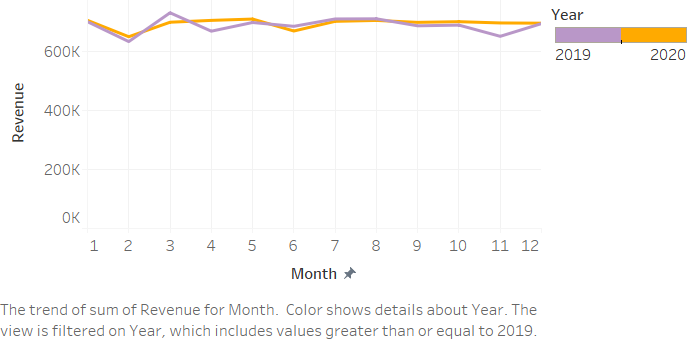 Year
2019 2020
600K
400K
200K
0K
Revenue
1 2 3 4 5 6 7 8 9 10 11 12
Month
The trend of sum of Revenue for Month.  Color shows details about Year. The
view is filtered on Year, which includes values greater than or equal to 2019.